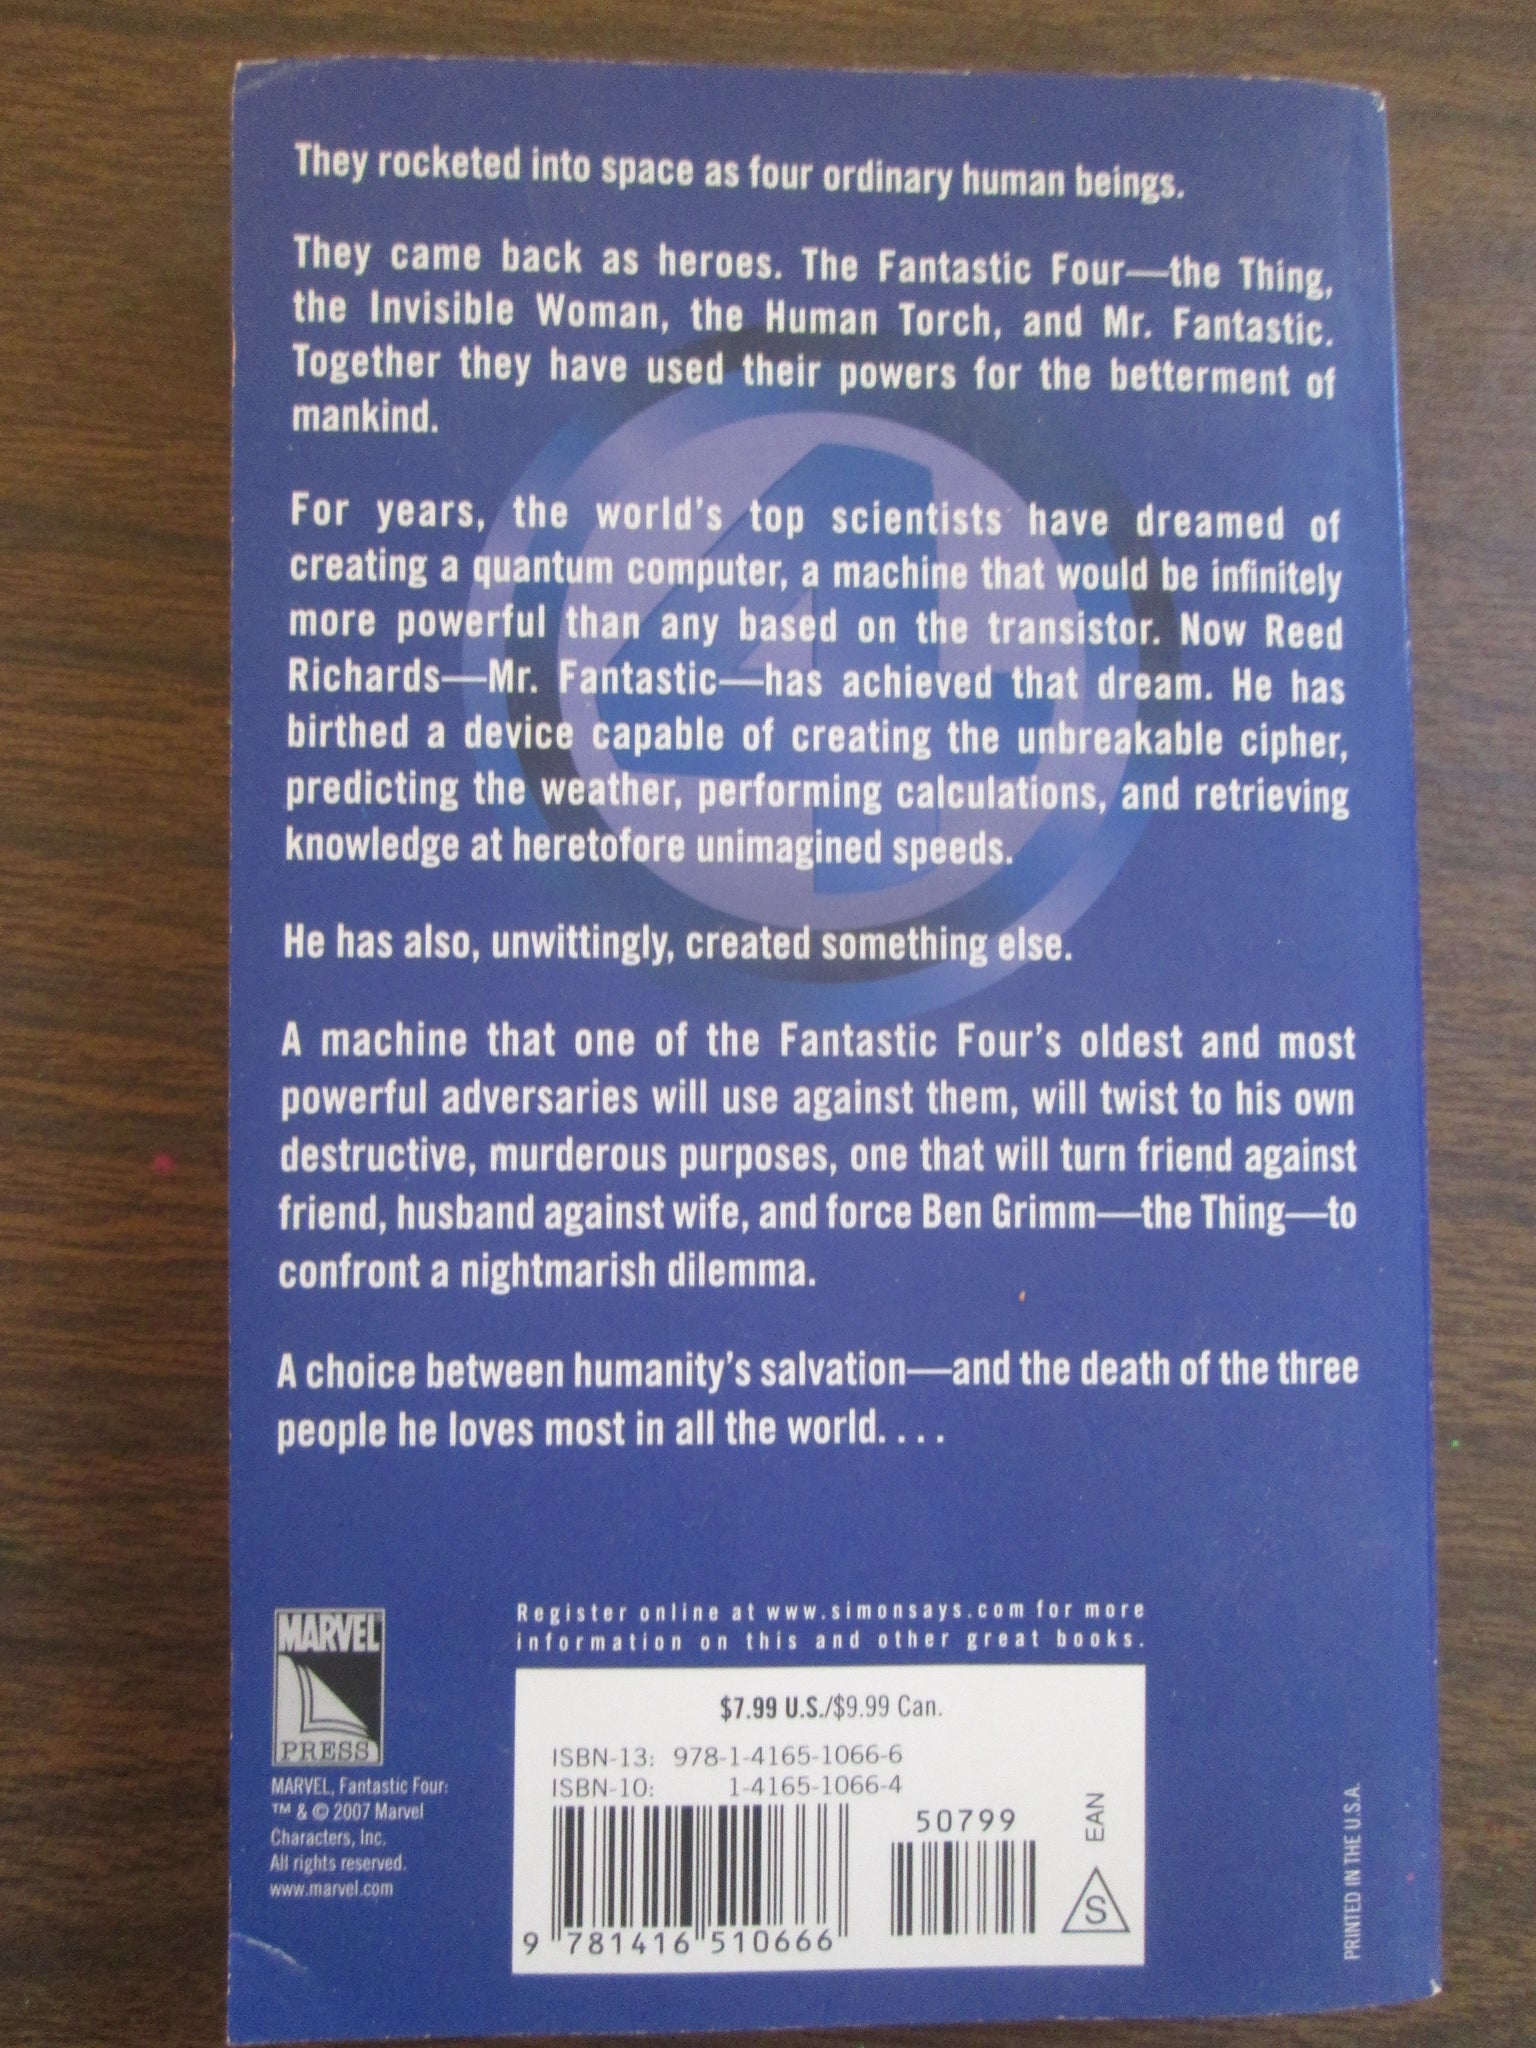 They rocketed into space as four ordinary human beings.
They came back as heroes. The Fantastic Four—the Thing,
the Invisible Woman, the Human Torch, and Mr. Fantastic.
Together they have used their powers for the betterment of
mankind.
For years, the world's top scientists have dreamed of
creating a quantum computer, a machine that would be infinitely
more powerful than any based on the transistor. Now Reed
Richards—Mr. Fantastic—has achieved that dream. He has
birthed a device capable of creating the unbreakable cipher,
predicting the weather, performing calculations, and retrieving
knowledge at heretofore unimagined speeds.
He has also, unwittingly, created something else.
A machine that one of the Fantastic Four's oldest and most
powerful adversaries will use against them, will twist to his own
destructive, murderous purposes, one that will turn friend against
friend, husband against wife, and force Ben Grimm—the Thing—to
confront a nightmarish dilemma.
A choice between humanity's salvation—and the death of the three
people he loves most in all the world. . . .
4
MARVEL
PRESS
MARVEL, Fantastic Four:
™ & © 2007 Marvel
Characters, Inc.
All rights reserved.
www.marvel.com
Register online at www.simonsays.com for more
information on this and other great books.
$7.99 U.S./$9.99 Can.
ISBN-13: 978-1-4165-1066-6
ISBN-10: 1-4165-1066-4
50799
9 781416 510666
EAN
S
PRINTED IN THE U.S.A.